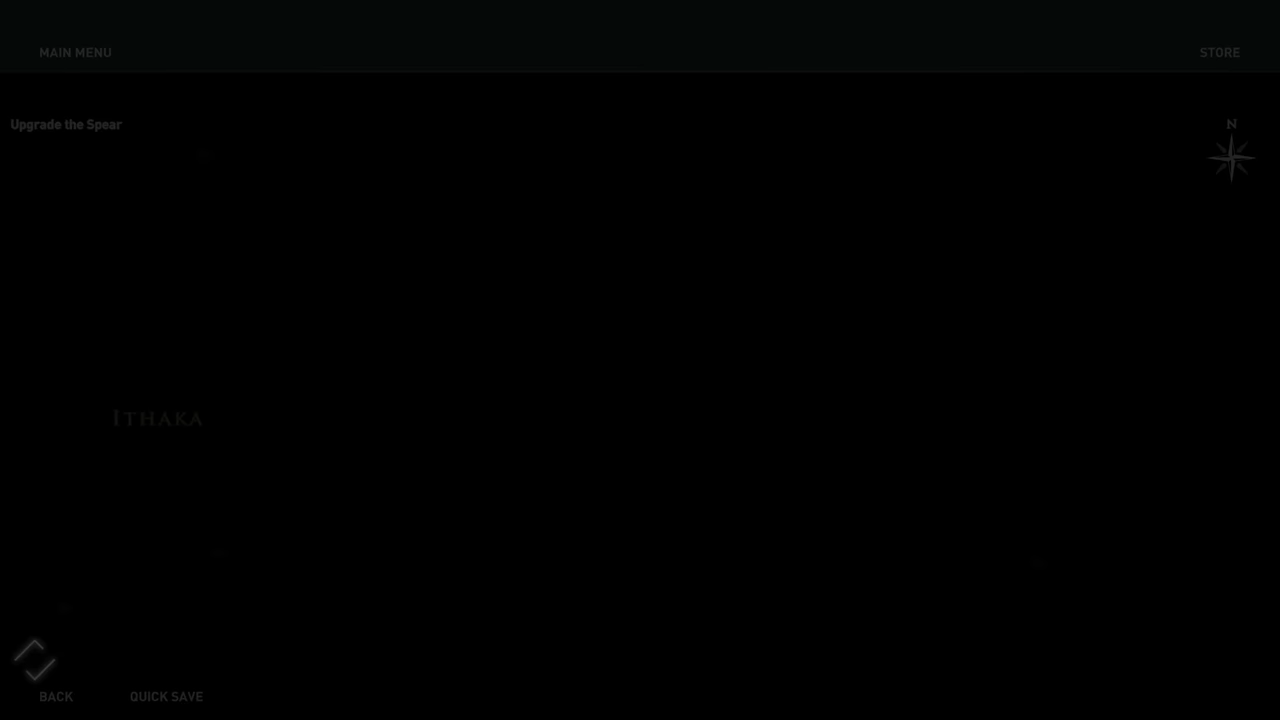 MAIN MENU
STORE
Upgrade the Spear
N
ITHAKA
BACK
QUICK SAVE